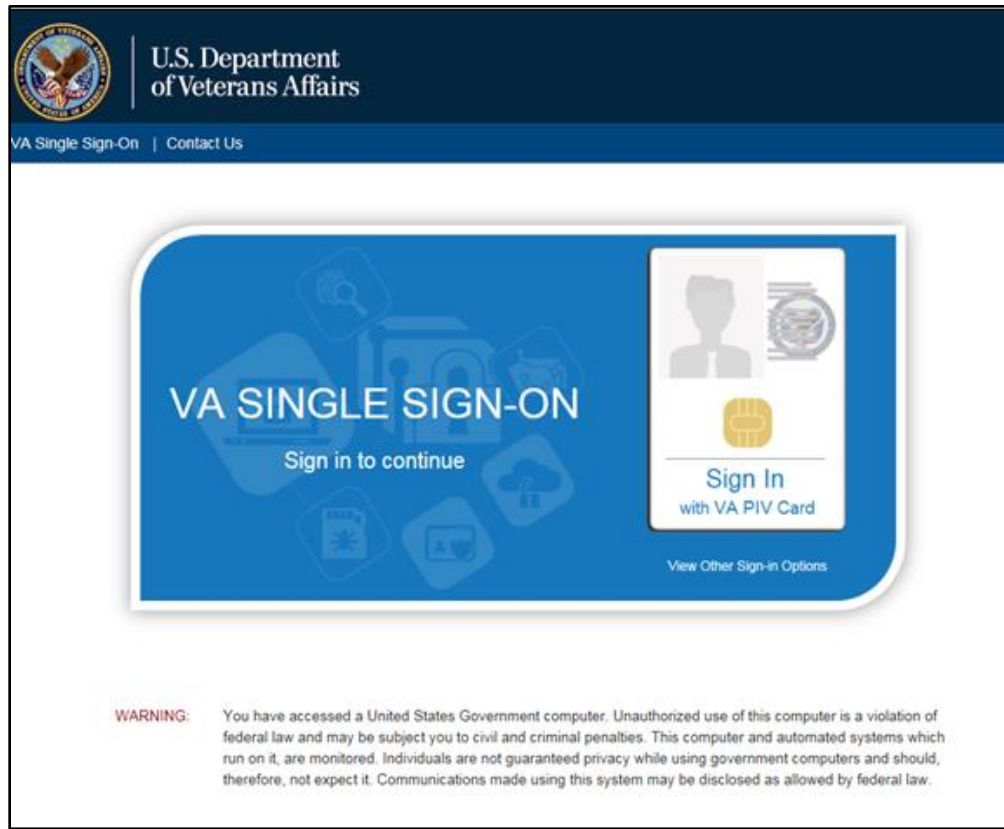 U.S. Department
of Veterans Affairs
VA Single Sign-On | Contact Us
VA SINGLE SIGN-ON
Sign in to continue
Sign In
with VA PIV Card
View Other Sign-in Options
WARNING: You have accessed a United States Government computer. Unauthorized use of this computer is a violation of
federal law and may be subject you to civil and criminal penalties. This computer and automated systems which
run on it, are monitored. Individuals are not guaranteed privacy while using government computers and should,
therefore, not expect it. Communications made using this system may be disclosed as allowed by federal law.